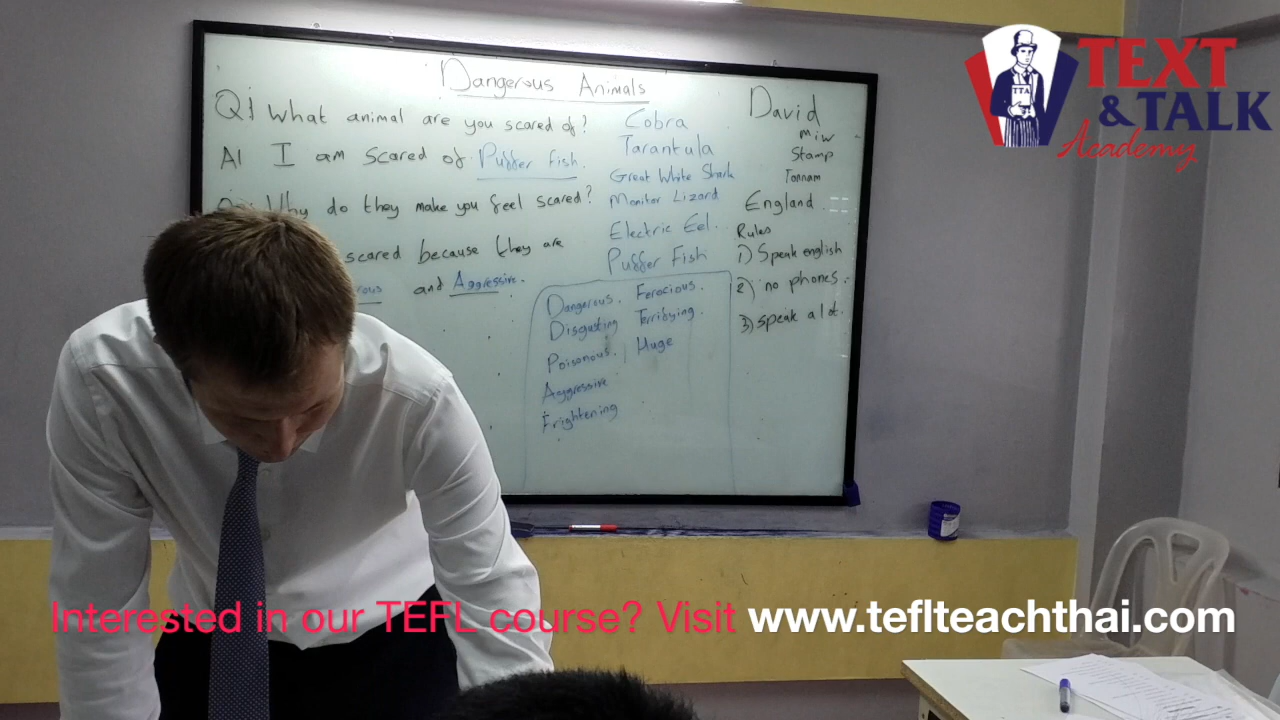 Dangerous Animals
Q1 What animal are you scared of?
A1 I am scared of Puffer fish.
Why do they make you feel scared?
scared because they are
and Aggressive.
Cobra
Tarantula
Great White Shark
Monitor Lizard
Electric Eel.
Puffer Fish
Dangerous. Ferocious.
Disgusting Terrifying.
Poisonous. Huge
Aggressive
Frightening
David
Miw
Stamp
Tonnam
England
Rules
1) Speak english
2) no phones.
3) Speak a lot.
TEXT
& TALK
Academy
TTA
Interested in our TEFL course? Visit www.teflteachthai.com